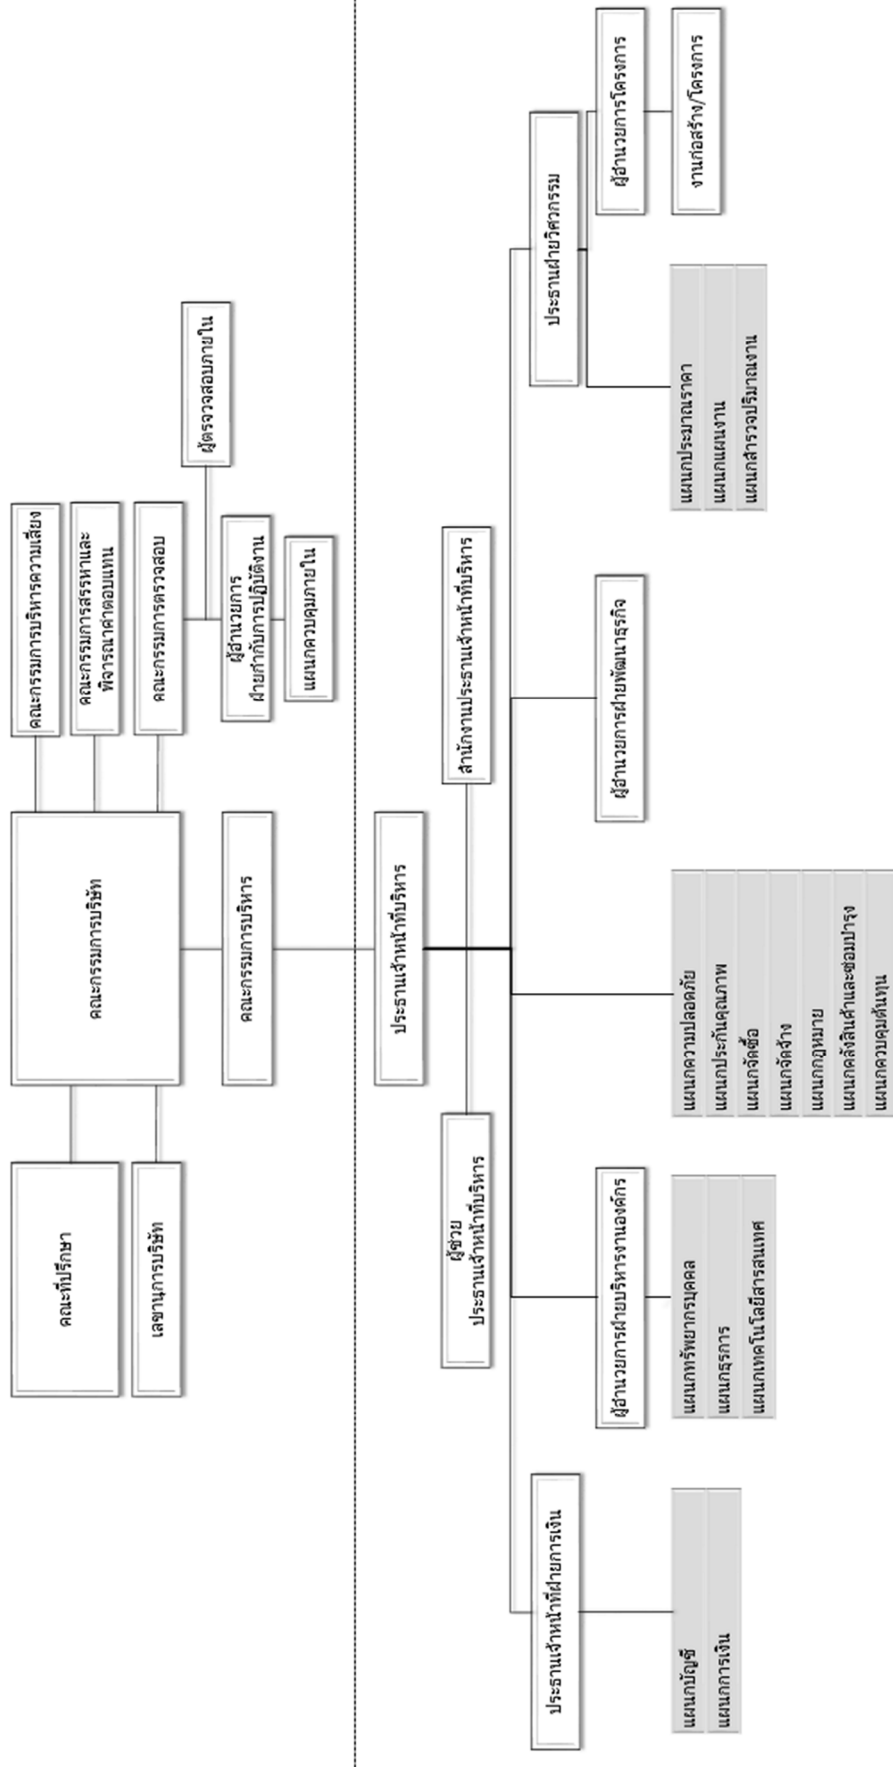 คณะที่ปรึกษา
เลขานุการบริษัท
คณะกรรมการบริษัท
คณะกรรมการบริหารความเสี่ยง
คณะกรรมการสรรหาและ
พิจารณาค่าตอบแทน
คณะกรรมการตรวจสอบ
ผู้ตรจวจสอบภายใน
ผู้อำนวยการ
ฝ่ายกำกับการปฏิบัติงาน
แผนกควบคุมภายใน
คณะกรรมการบริหาร
ประธานเจ้าหน้าที่บริหาร
ผู้ช่วย
ประธานเจ้าหน้าที่บริหาร
สำนักงานประธานเจ้าหน้าที่บริหาร
ประธานเจ้าหน้าที่ฝ่ายการเงิน
แผนกบัญชี
แผนกการเงิน
ผู้อำนวยการฝ่ายบริหารงานองค์กร
แผนกทรัพยากรบุคคล
แผนกธุรการ
แผนกเทคโนโลยีสารสนเทศ
แผนกความปลอดภัย
แผนกประกันคุณภาพ
แผนกจัดซื้อ
แผนกจัดจ้าง
แผนกกฎหมาย
แผนกคลังสินค้าและซ่อมบำรุง
แผนกควบคุมต้นทุน
ผู้อำนวยการฝ่ายพัฒนาธุรกิจ
ประธานฝ่ายวิศวกรรม
แผนกประมาณราคา
แผนกแผนงาน
แผนกสำรวจปริมาณงาน
ผู้อำนวยการโครงการ
งานก่อสร้าง/โครงการ